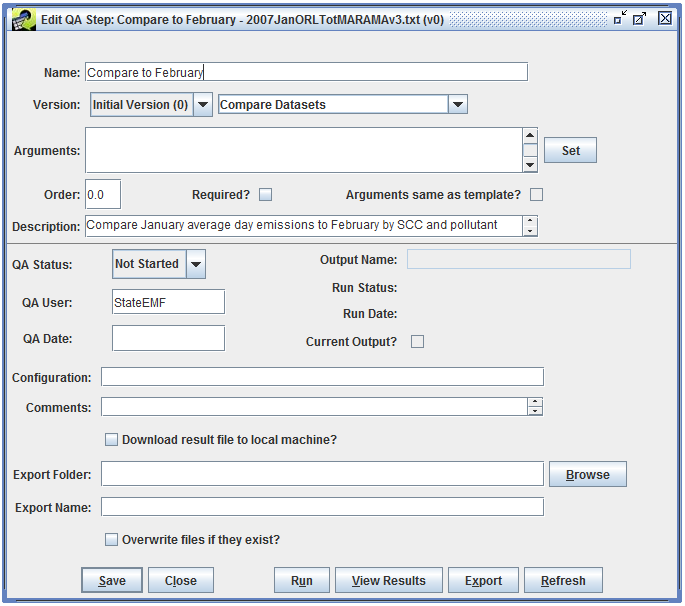 Edit QA Step: Compare to February - 2007JanORLTotMARAMAv3.txt (v0)
Name: Compare to February
Version: Initial Version (0) Compare Datasets
Arguments: Set
Order: 0.0 Required? Arguments same as template?
Description: Compare January average day emissions to February by SCC and pollutant
QA Status: Not Started Output Name:
Run Status:
QA User: StateEMF
Run Date:
QA Date:
Current Output?
Configuration:
Comments:
Download result file to local machine?
Export Folder: Browse
Export Name:
Overwrite files if they exist?
Save Close Run View Results Export Refresh